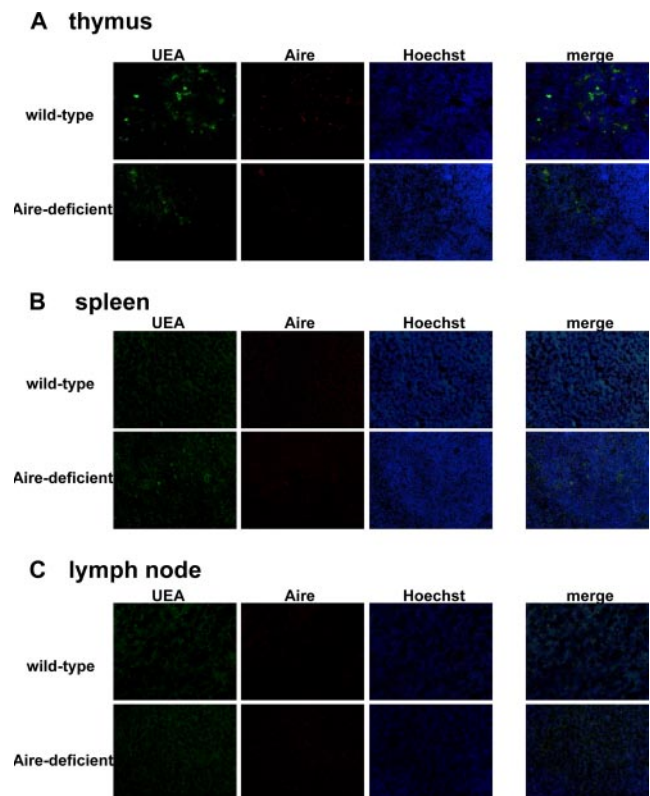 A thymus
UEA Aire Hoechst merge
wild-type
Aire-deficient
B spleen
UEA Aire Hoechst merge
wild-type
Aire-deficient
C lymph node
UEA Aire Hoechst merge
wild-type
Aire-deficient